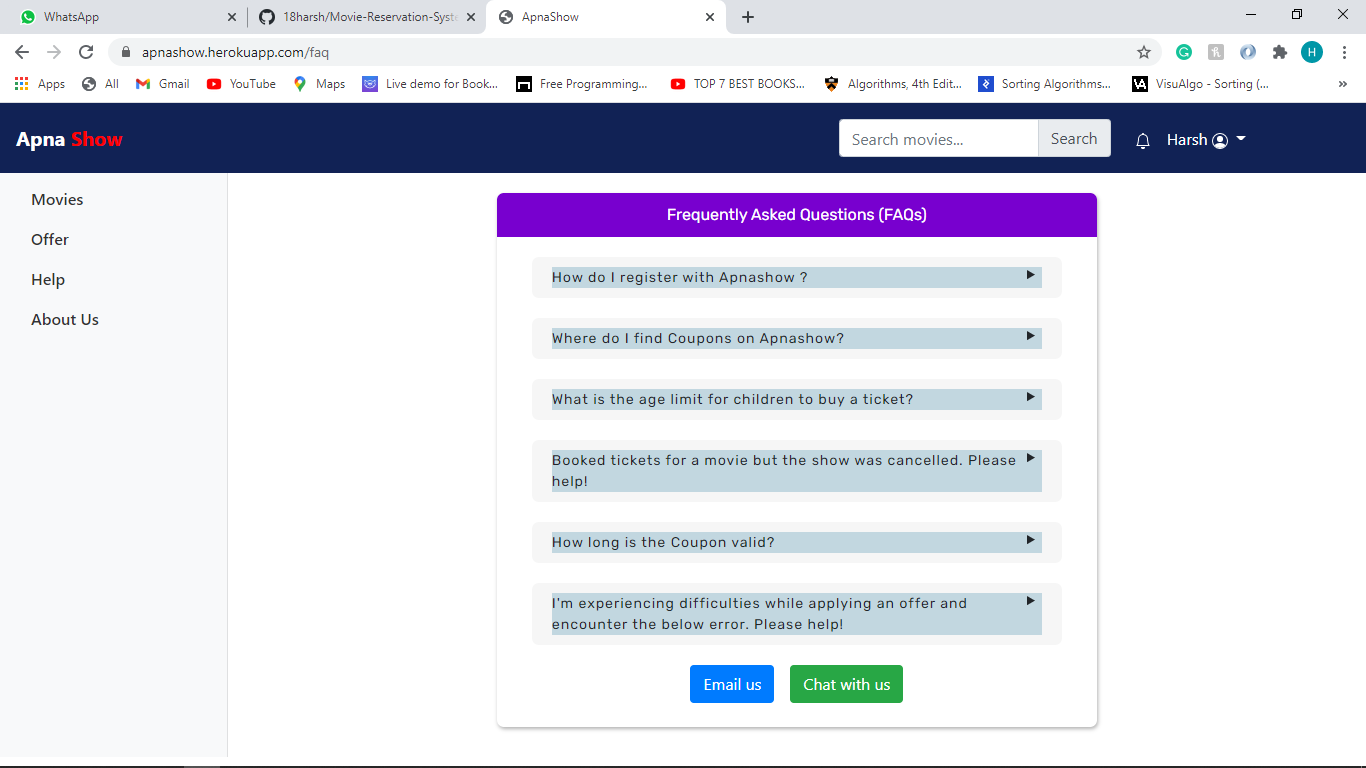 WhatsApp
18harsh/Movie-Reservation-Syste
ApnaShow
apnashow.herokuapp.com/faq
H
Apps
All
Gmail
YouTube
Maps
Live demo for Book...
Free Programming...
TOP 7 BEST BOOKS...
Algorithms, 4th Edit...
Sorting Algorithms...
VisuAlgo - Sorting (...
»
Apna Show
Search movies...
Search
Harsh
Movies
Offer
Help
About Us
Frequently Asked Questions (FAQs)
How do I register with Apnashow ?
Where do I find Coupons on Apnashow?
What is the age limit for children to buy a ticket?
Booked tickets for a movie but the show was cancelled. Please
help!
How long is the Coupon valid?
I'm experiencing difficulties while applying an offer and
encounter the below error. Please help!
Email us
Chat with us